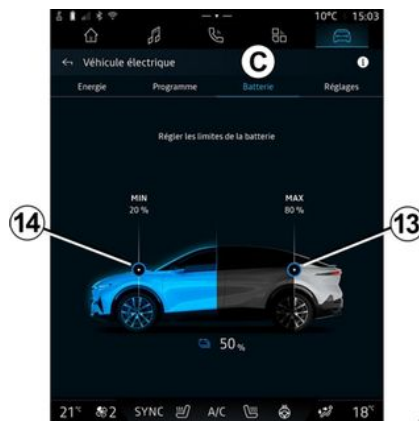 10°C 15:03
C
Véhicule électrique
Energie Programme Batterie Réglages
Régler les limites de la batterie
MIN MAX
20 % 80 %
14 13
50 %
21°C 2 SYNC A/C 18°C